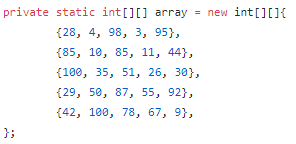 private static int[][] array = new int[][]{
{28, 4, 98, 3, 95},
{85, 10, 85, 11, 44},
{100, 35, 51, 26, 30},
{29, 50, 87, 55, 92},
{42, 100, 78, 67, 9},
};